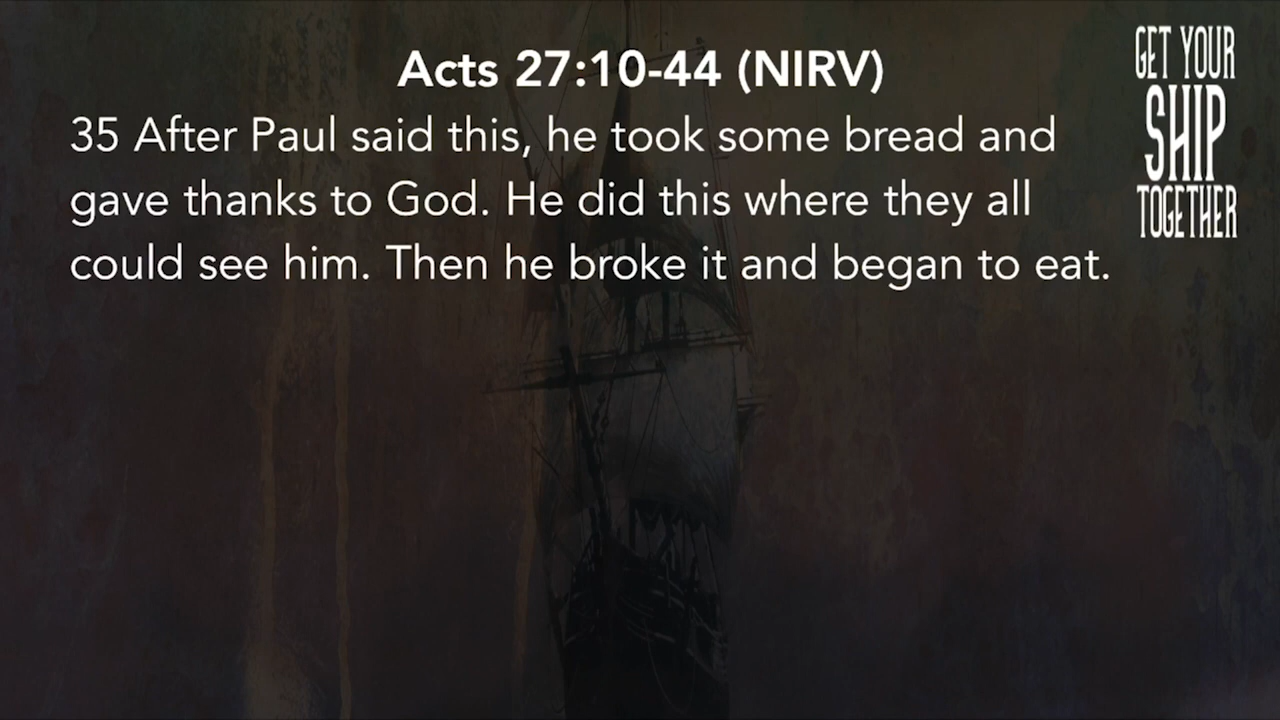 Acts 27:10-44 (NIRV)
35 After Paul said this, he took some bread and
gave thanks to God. He did this where they all
could see him. Then he broke it and began to eat.
GET YOUR
SHIP
TOGETHER